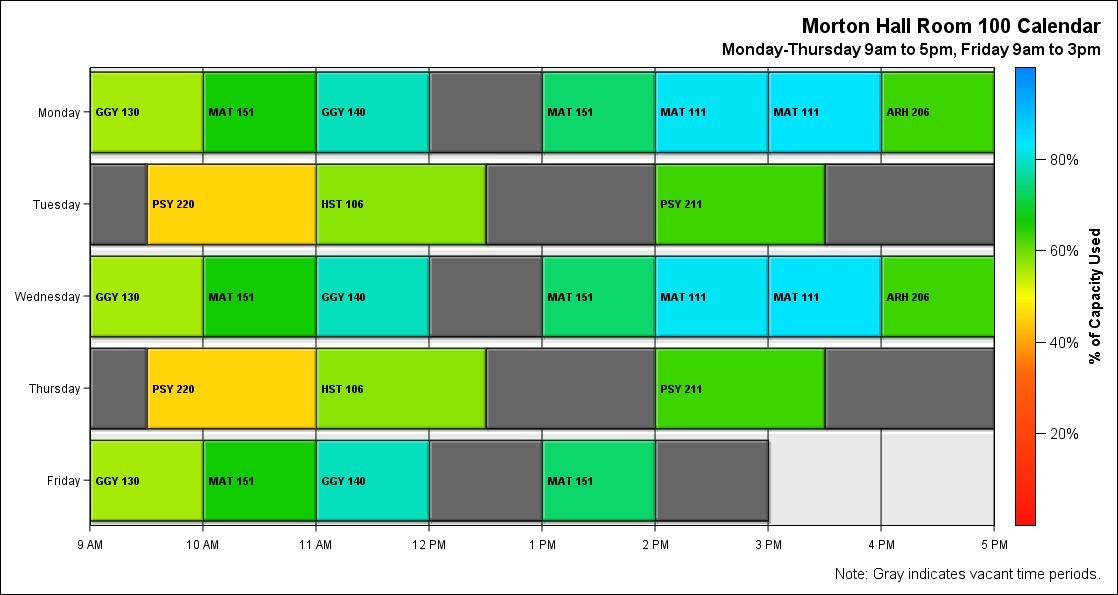 Morton Hall Room 100 Calendar
Monday-Thursday 9am to 5pm, Friday 9am to 3pm
Monday GGY 130 MAT 151 GGY 140 MAT 151 MAT 111 MAT 111 ARH 206
Tuesday PSY 220 HST 106 PSY 211
Wednesday GGY 130 MAT 151 GGY 140 MAT 151 MAT 111 MAT 111 ARH 206
Thursday PSY 220 HST 106 PSY 211
Friday GGY 130 MAT 151 GGY 140 MAT 151
9 AM 10 AM 11 AM 12 PM 1 PM 2 PM 3 PM 4 PM 5 PM
80%
60%
40%
20%
% of Capacity Used
Note: Gray indicates vacant time periods.